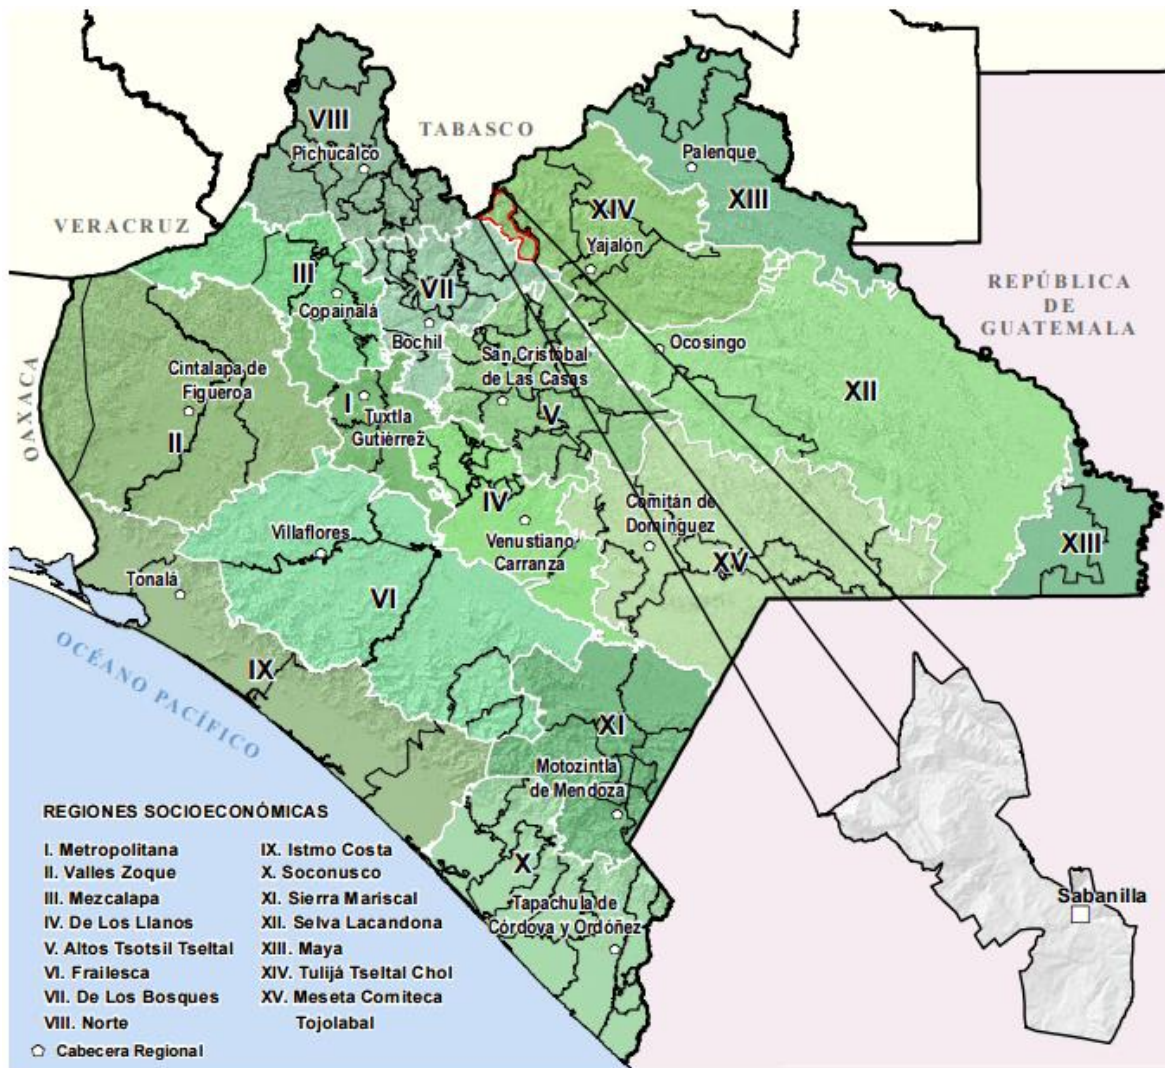 VIII
TABASCO
Pichucalco
Palenque
XIII
XIV
VERACRUZ
Yajalón
III
VII
REPÚBLICA
DE
GUATEMALA
Copainalá
Bochil
Ocosingo
San Cristobal
de Las Casas
OAXACA
Cintalapa de
Figueroa
XII
I
Tuxtla
Gutiérrez
V
II
IV
Comitán de
Domínguez
Villaflores
Venustiano
Carranza
XIII
XV
Tonalá
VI
OCÉANO PACÍFICO
IX
XI
Motozintla
de Mendoza
X
Tapachula de
Córdova y Ordóñez
Sabanilla
REGIONES SOCIOECONÓMICAS
I. Metropolitana
II. Valles Zoque
III. Mezcalapa
IV. De Los Llanos
V. Altos Tsotsil Tseltal
VI. Frailesca
VII. De Los Bosques
VIII. Norte
IX. Istmo Costa
X. Soconusco
XI. Sierra Mariscal
XII. Selva Lacandona
XIII. Maya
XIV. Tulijá Tseltal Chol
XV. Meseta Comiteca
Tojolabal
Cabecera Regional